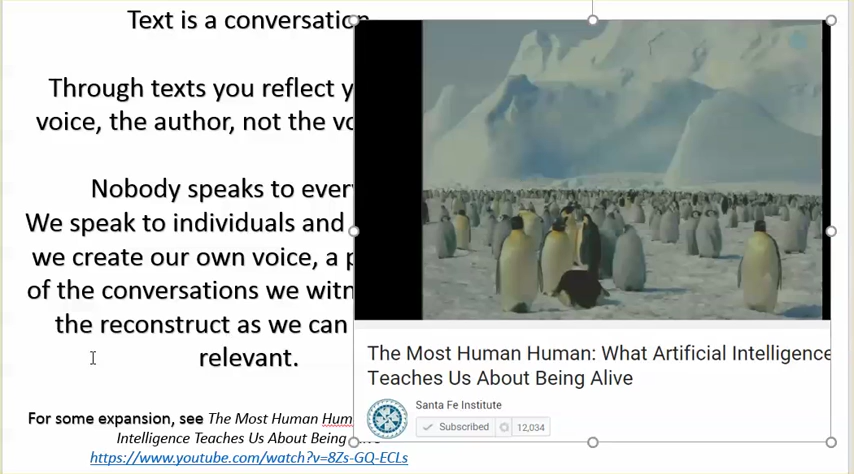 Text is a conversation
Through texts you reflect y
voice, the author, not the vo
Nobody speaks to ever
We speak to individuals and
we create our own voice, a p
of the conversations we witn
the reconstruct as we can
relevant.
For some expansion, see The Most Human Hum
Intelligence Teaches Us About Being Alive
https://www.youtube.com/watch?v=8Zs-GQ-ECLs
The Most Human Human: What Artificial Intelligence
Teaches Us About Being Alive
Santa Fe Institute
Subscribed 12,034